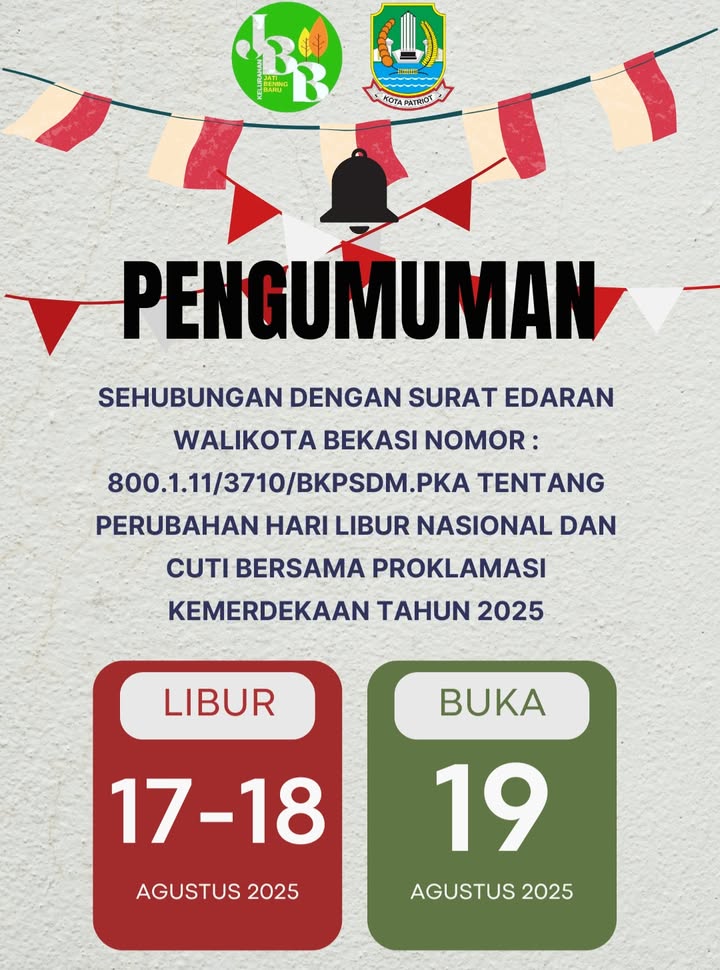 JBB
KELURAHAN
JATI
BENING
BARU
KOTA PATRIOT
PENGUMUMAN
SEHUBUNGAN DENGAN SURAT EDARAN
WALIKOTA BEKASI NOMOR :
800.1.11/3710/BKPSDM.PKA TENTANG
PERUBAHAN HARI LIBUR NASIONAL DAN
CUTI BERSAMA PROKLAMASI
KEMERDEKAAN TAHUN 2025
LIBUR
17-18
AGUSTUS 2025
BUKA
19
AGUSTUS 2025